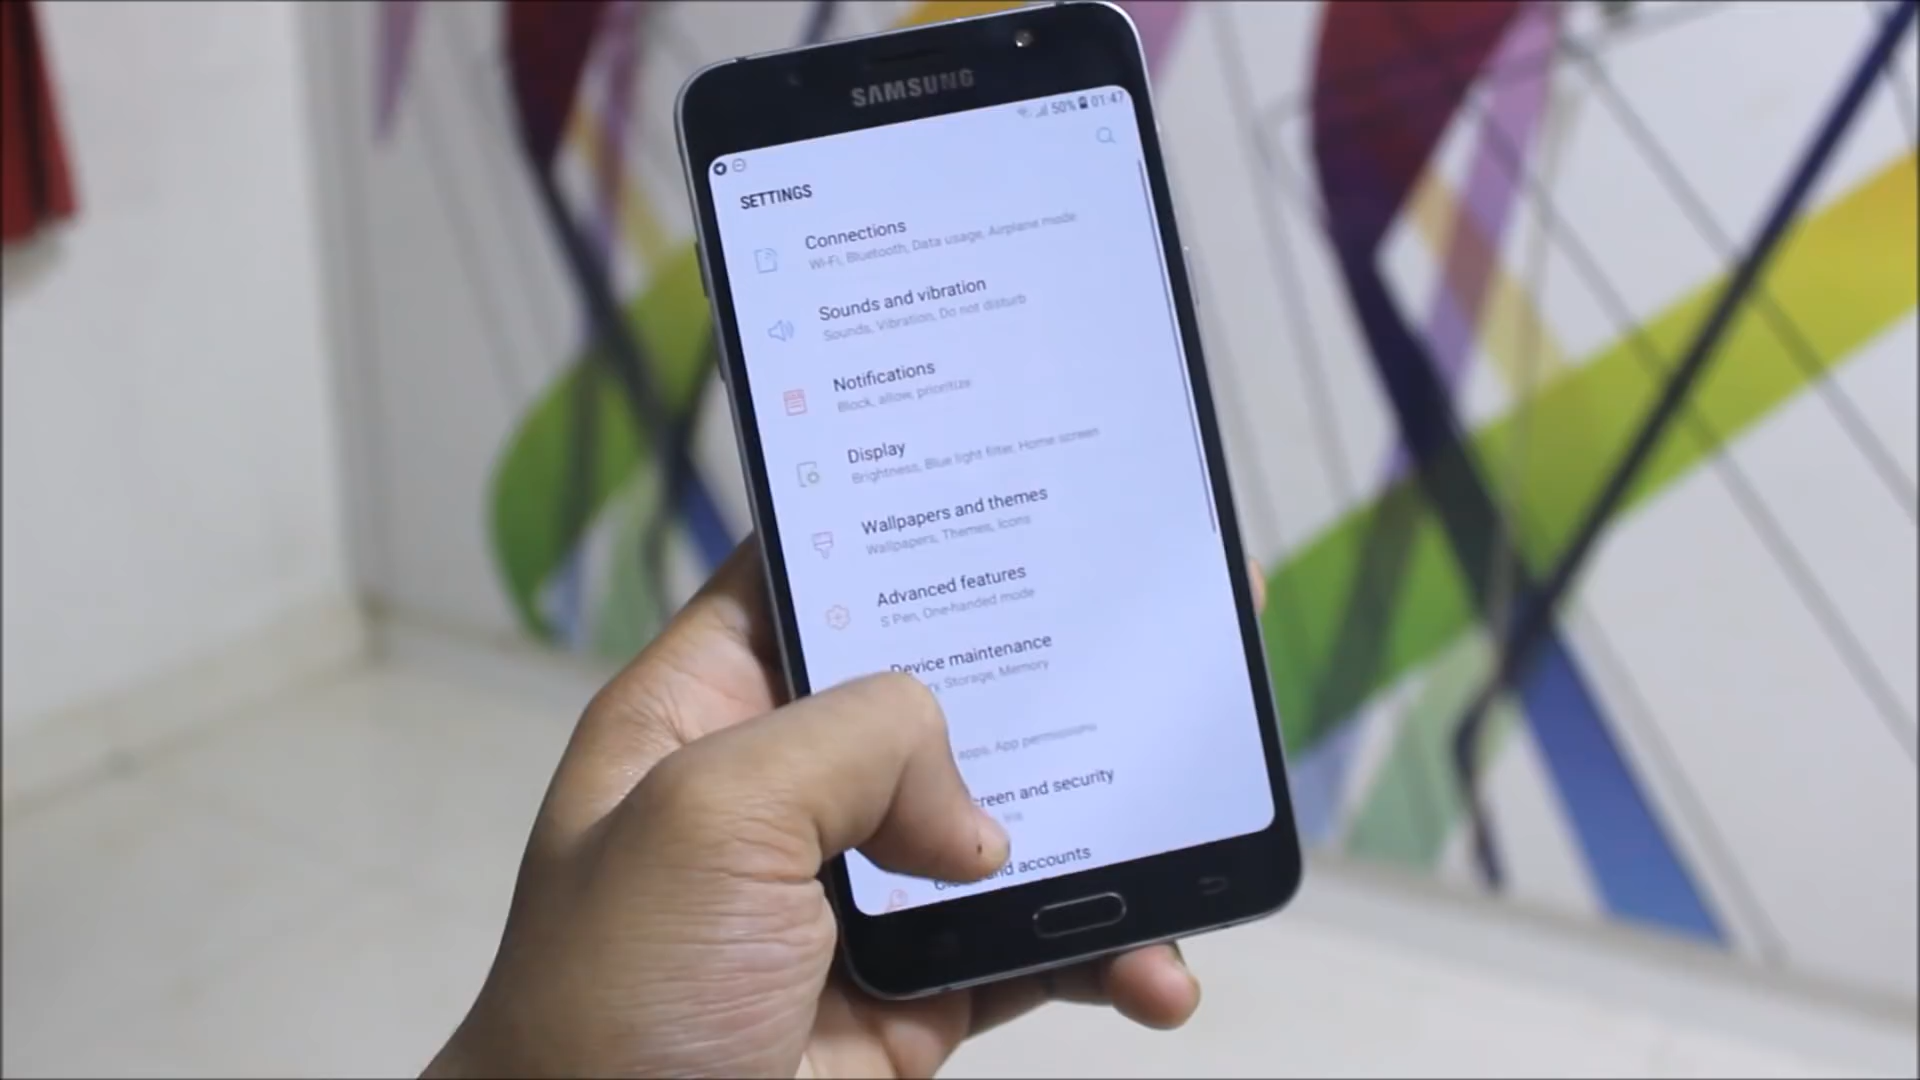 SAMSUNG
50% 01:47
SETTINGS
Connections
Wi-Fi, Bluetooth, Data usage, Airplane mode
Sounds and vibration
Sounds, Vibration, Do not disturb
Notifications
Block, allow, prioritize
Display
Brightness, Blue light filter, Home screen
Wallpapers and themes
Wallpapers, Themes, Icons
Advanced features
S Pen, One-handed mode
Device maintenance
Storage, Memory
apps, App permissions
and security
Iris
accounts